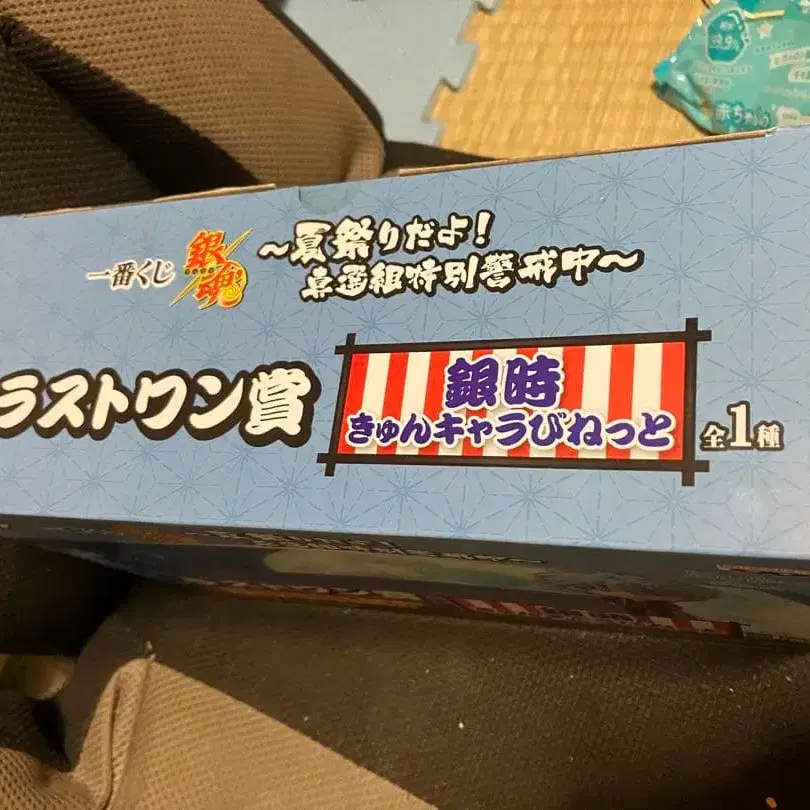 一番くじ 銀魂 ~夏祭りだよ!
真選組特別警戒中~
ラストワン賞
銀時
きゅんキャラびねっと
全1種
99.9%